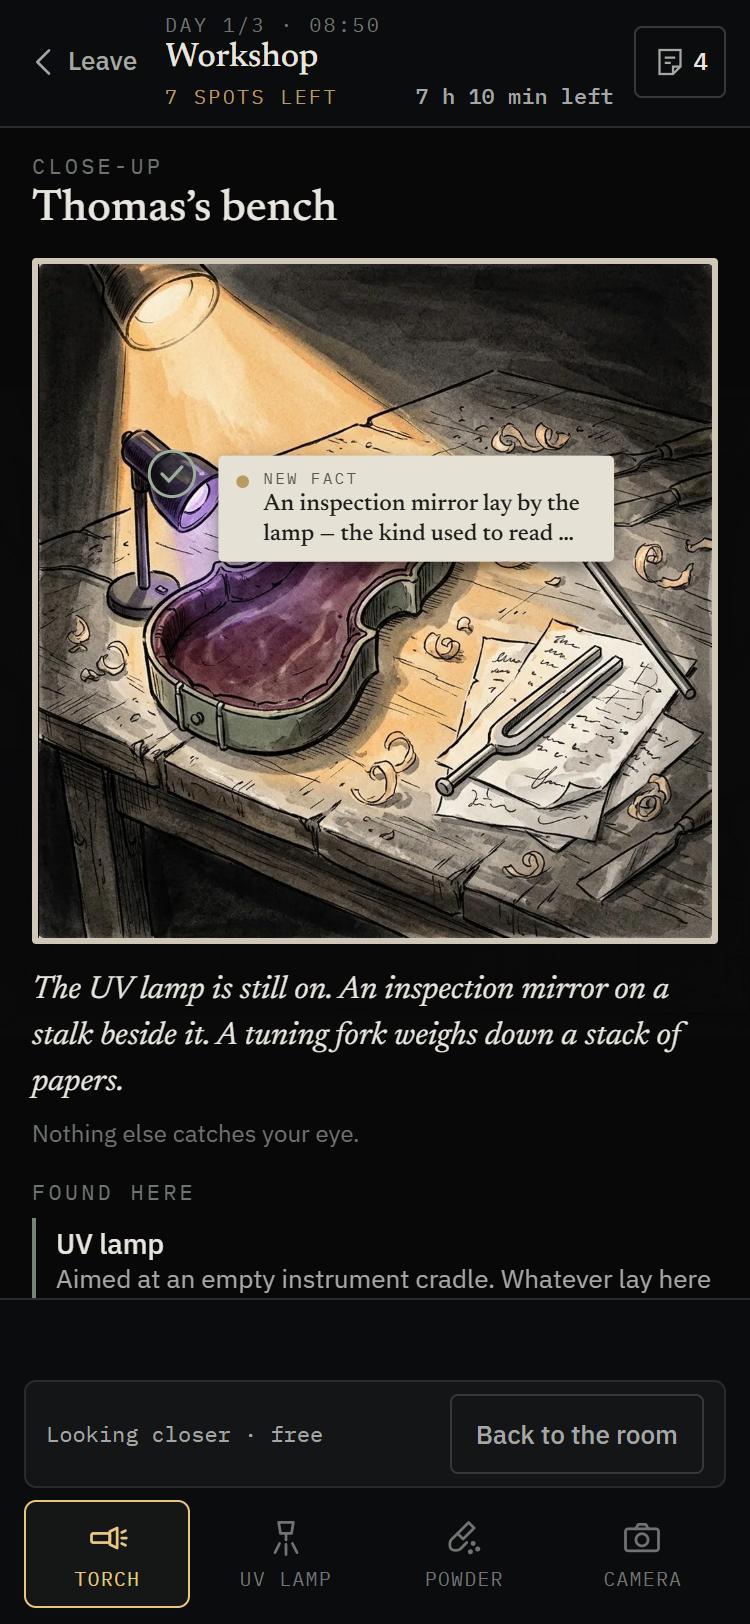 DAY 1/3 · 08:50
Leave
Workshop
7 SPOTS LEFT
7 h 10 min left
4
CLOSE-UP
Thomas’s bench
NEW FACT
An inspection mirror lay by the
lamp – the kind used to read ...
The UV lamp is still on. An inspection mirror on a
stalk beside it. A tuning fork weighs down a stack of
papers.
Nothing else catches your eye.
FOUND HERE
UV lamp
Aimed at an empty instrument cradle. Whatever lay here
Looking closer · free
Back to the room
TORCH
UV LAMP
POWDER
CAMERA